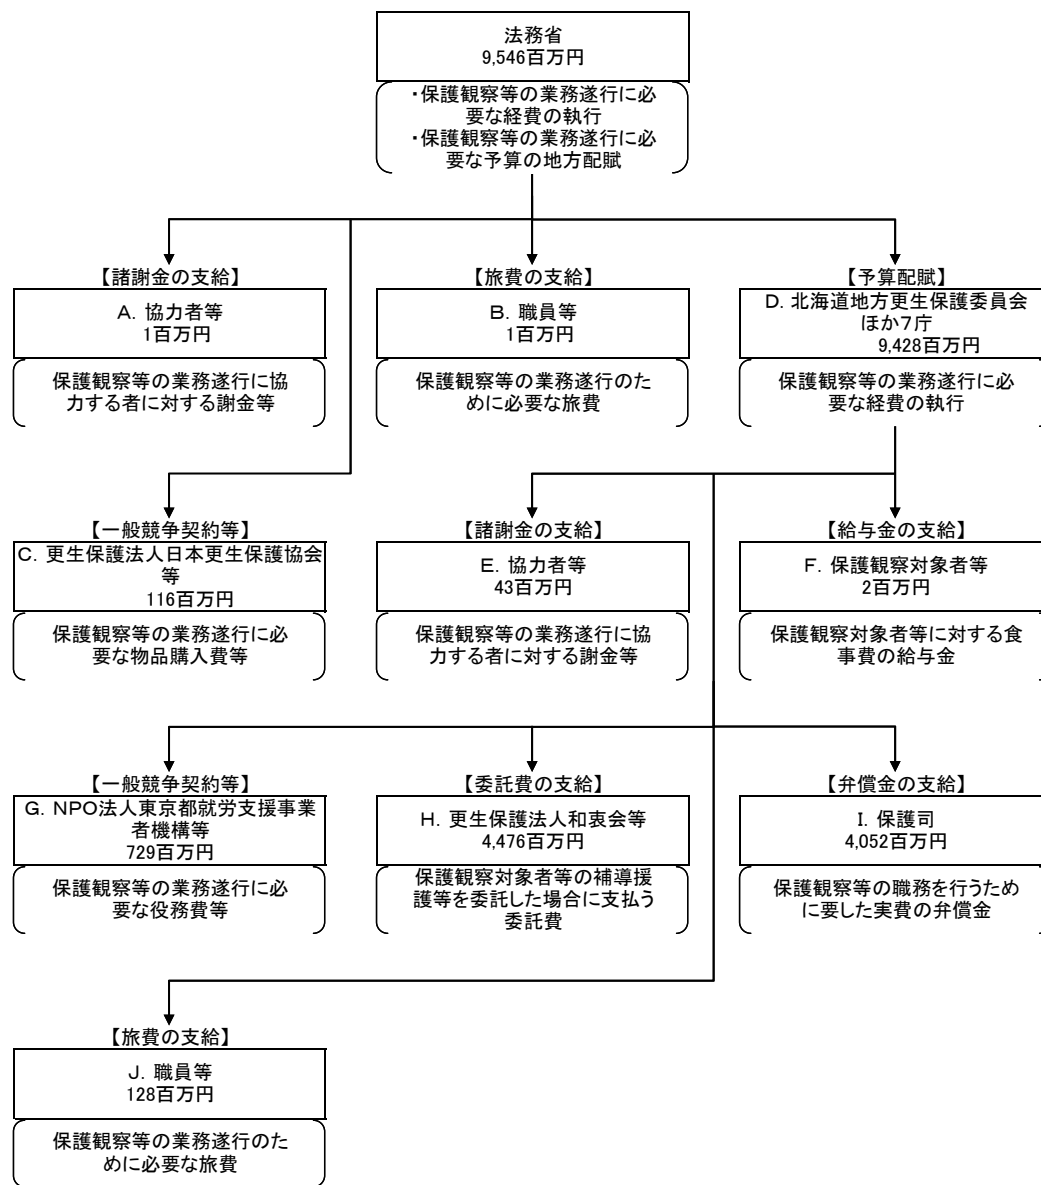 法務省
9,546百万円
・保護観察等の業務遂行に必
要な経費の執行
・保護観察等の業務遂行に必
要な予算の地方配賦
【諸謝金の支給】
A. 協力者等
1百万円
保護観察等の業務遂行に協
力する者に対する謝金等
【旅費の支給】
B. 職員等
1百万円
保護観察等の業務遂行のた
めに必要な旅費
【予算配賦】
D. 北海道地方更生保護委員会
ほか7庁
9,428百万円
保護観察等の業務遂行に必
要な経費の執行
【一般競争契約等】
C. 更生保護法人日本更生保護協会
等
116百万円
保護観察等の業務遂行に必
要な物品購入費等
【諸謝金の支給】
E. 協力者等
43百万円
保護観察等の業務遂行に協
力する者に対する謝金等
【給与金の支給】
F. 保護観察対象者等
2百万円
保護観察対象者等に対する食
事費の給与金
【一般競争契約等】
G. NPO法人東京都就労支援事業
者機構等
729百万円
保護観察等の業務遂行に必
要な役務費等
【委託費の支給】
H. 更生保護法人和衷会等
4,476百万円
保護観察対象者等の補導援
護等を委託した場合に支払う
委託費
【弁償金の支給】
I. 保護司
4,052百万円
保護観察等の職務を行うため
に要した実費の弁償金
【旅費の支給】
J. 職員等
128百万円
保護観察等の業務遂行のた
めに必要な旅費